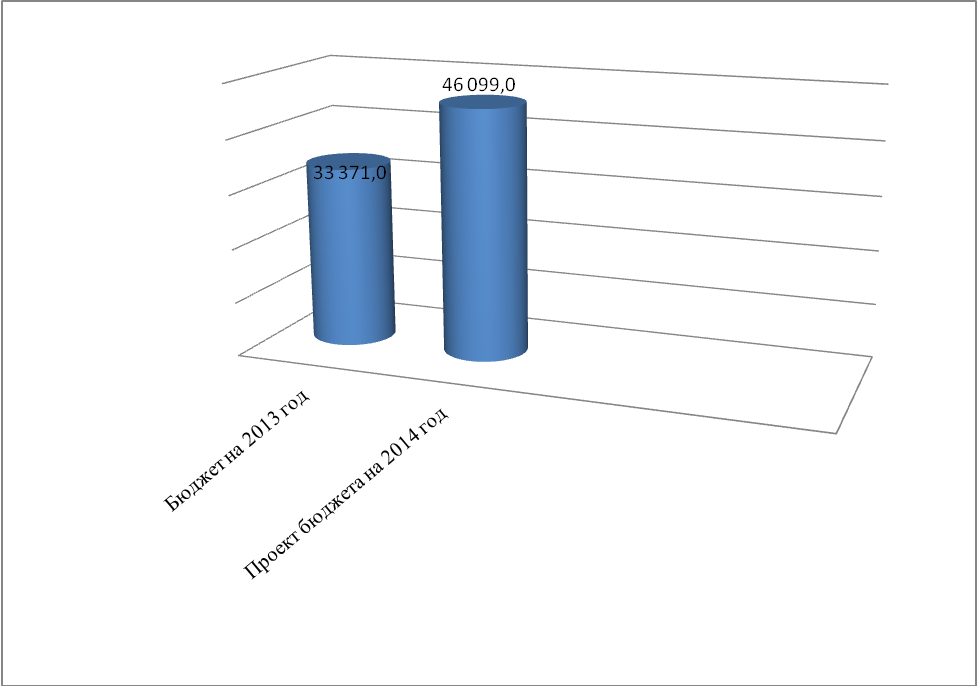 46 099,0
33 371,0
Бюджет на 2013 год
Проект бюджета на 2014 год